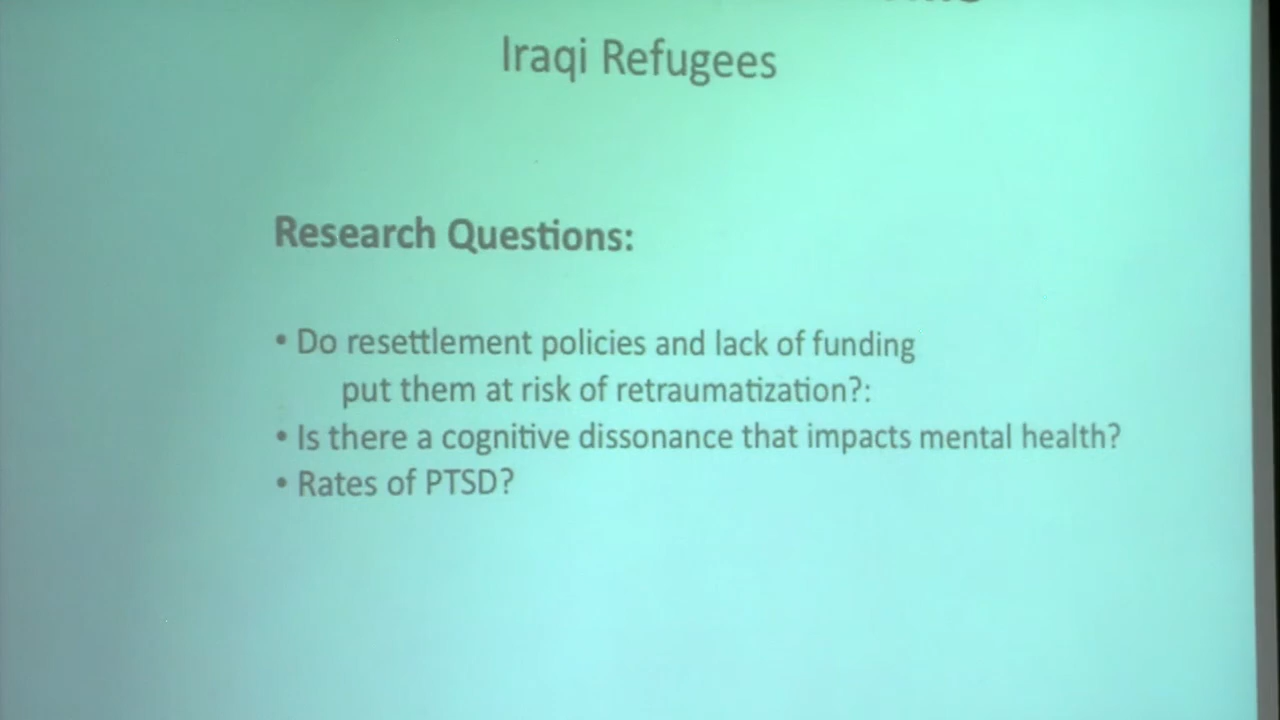 Iraqi Refugees
Research Questions:
• Do resettlement policies and lack of funding
put them at risk of retraumatization?:
• Is there a cognitive dissonance that impacts mental health?
• Rates of PTSD?